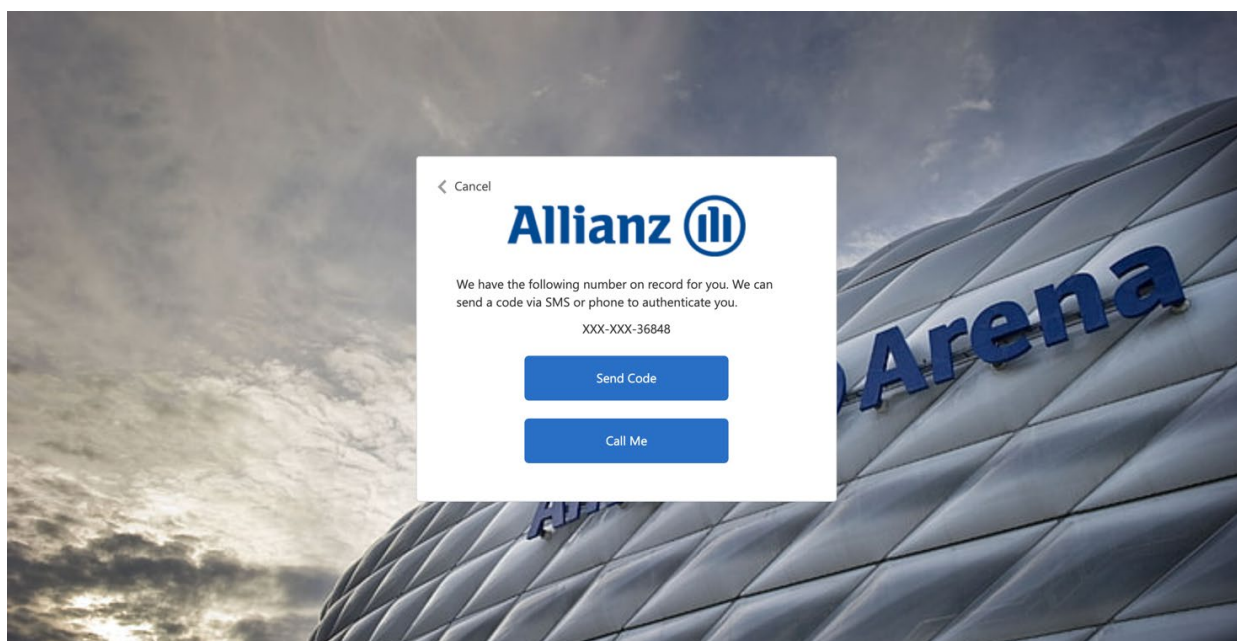 Cancel
Allianz
We have the following number on record for you. We can
send a code via SMS or phone to authenticate you.
XXX-XXX-36848
Send Code
Call Me
Arena